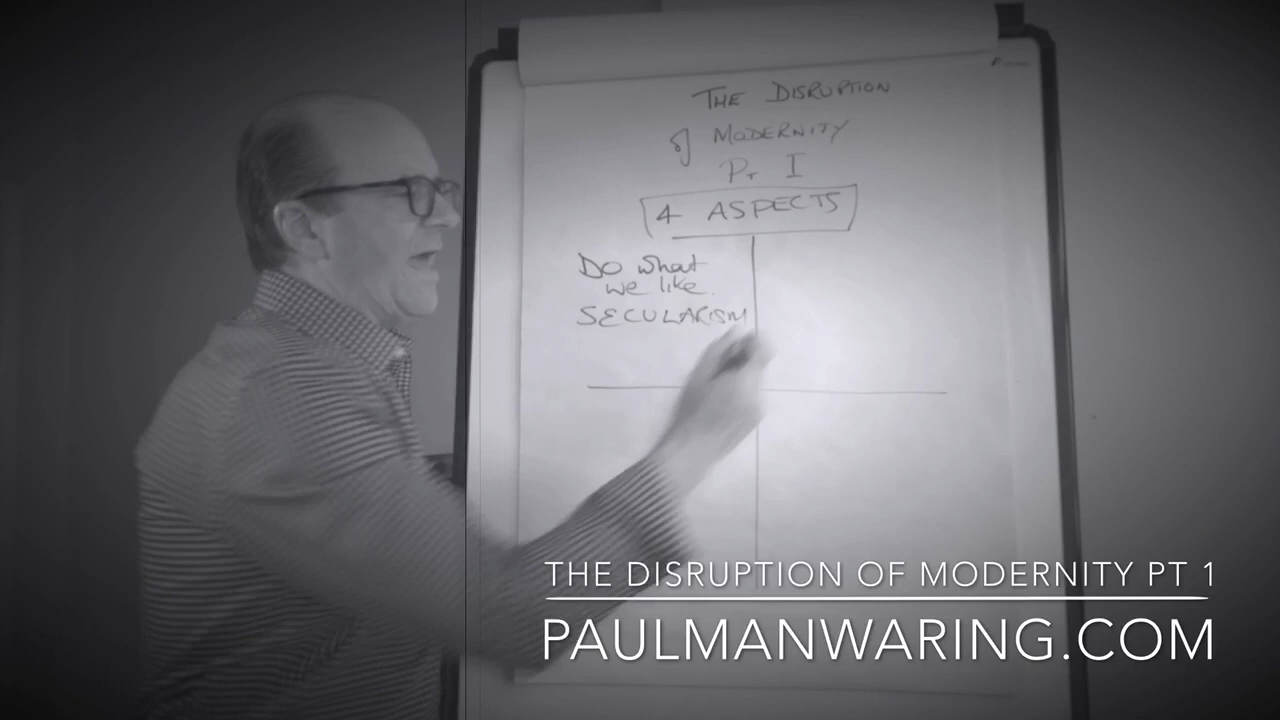 THE DISRUPTION
of MODERNITY
PT I
4 ASPECTS
DO what
we like.
SECULARISM
THE DISRUPTION OF MODERNITY PT 1
PAULMANWARING.COM